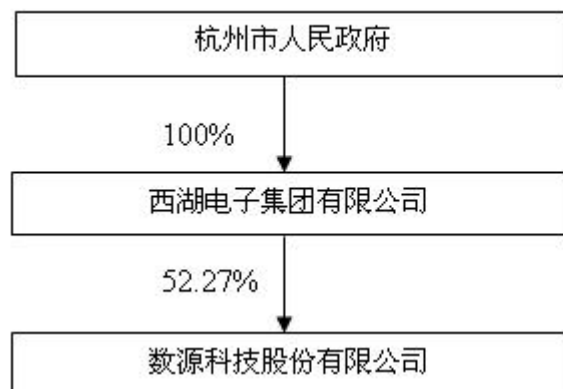 杭州市人民政府
100%
西湖电子集团有限公司
52.27%
数源科技股份有限公司